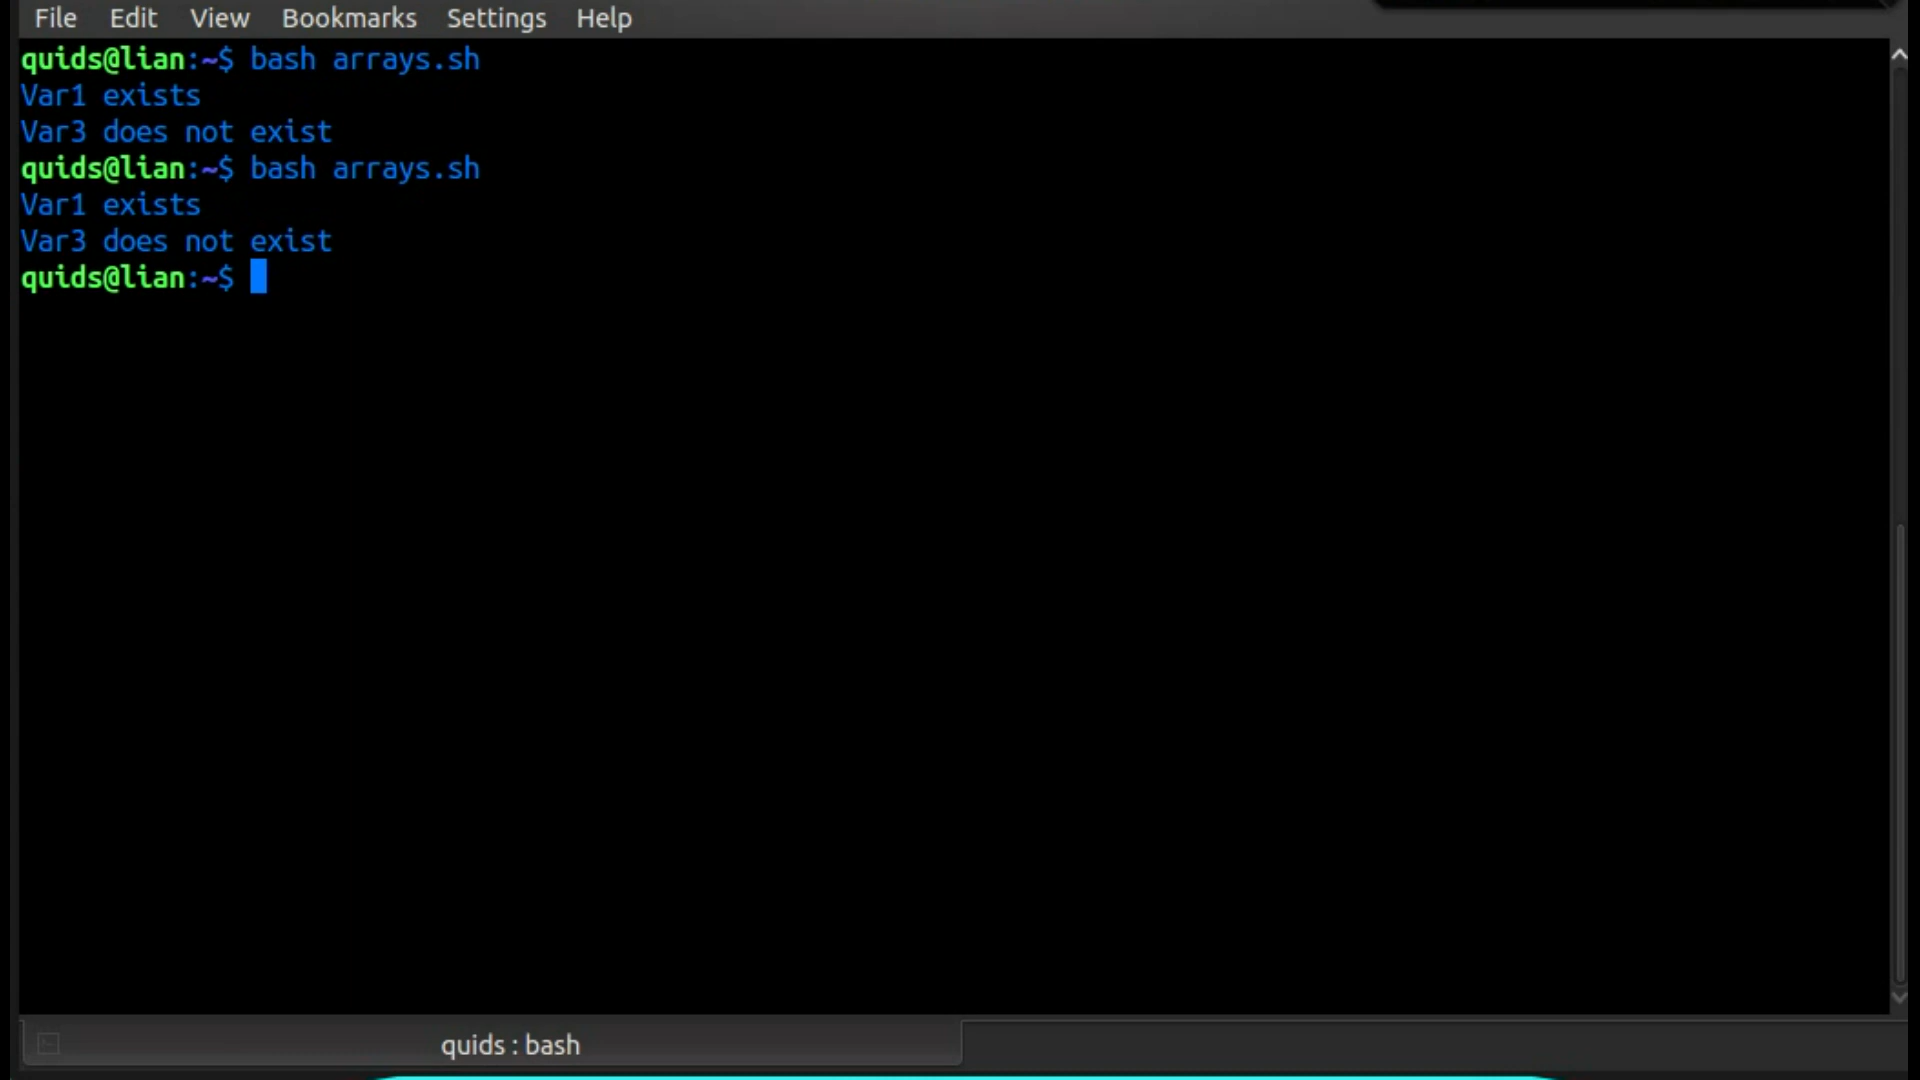 File Edit View Bookmarks Settings Help
quids@lian:~$ bash arrays.sh
Var1 exists
Var3 does not exist
quids@lian:~$ bash arrays.sh
Var1 exists
Var3 does not exist
quids@lian:~$
quids : bash